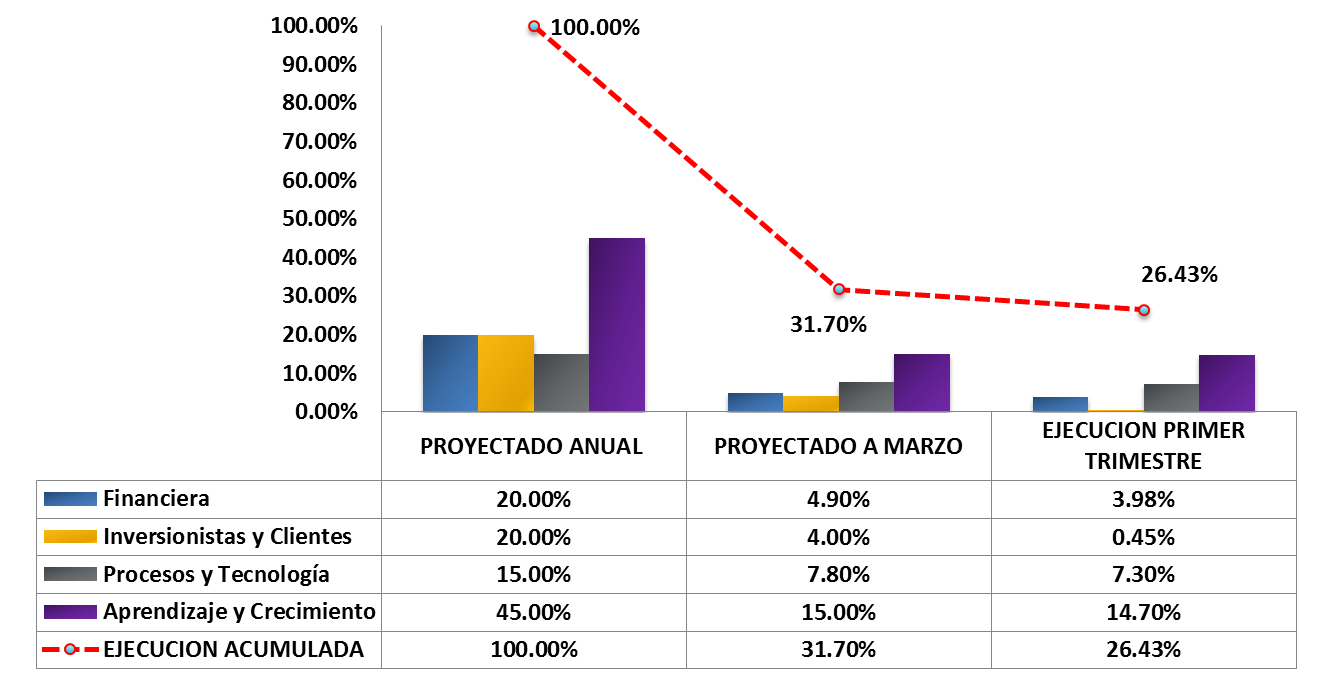 100.00%
90.00%
80.00%
70.00%
60.00%
50.00%
40.00%
30.00%
20.00%
10.00%
0.00%
100.00%
31.70%
26.43%
PROYECTADO ANUAL PROYECTADO A MARZO EJECUCION PRIMER
TRIMESTRE
Financiera 20.00% 4.90% 3.98%
Inversionistas y Clientes 20.00% 4.00% 0.45%
Procesos y Tecnología 15.00% 7.80% 7.30%
Aprendizaje y Crecimiento 45.00% 15.00% 14.70%
EJECUCION ACUMULADA 100.00% 31.70% 26.43%